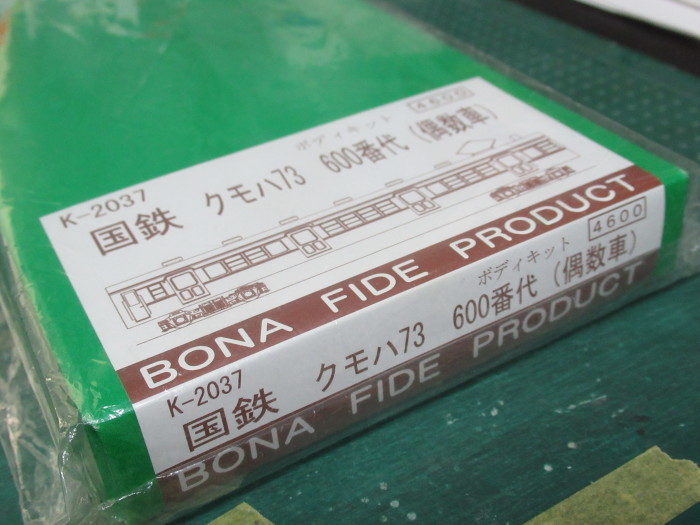 K-2037
ボディキット 4600
国鉄 クモハ73 600番代(偶数車)
BONA FIDE PRODUCT
K-2037
ボディキット 4600
国鉄 クモハ73 600番代(偶数車)
BONA FIDE PRODUCT